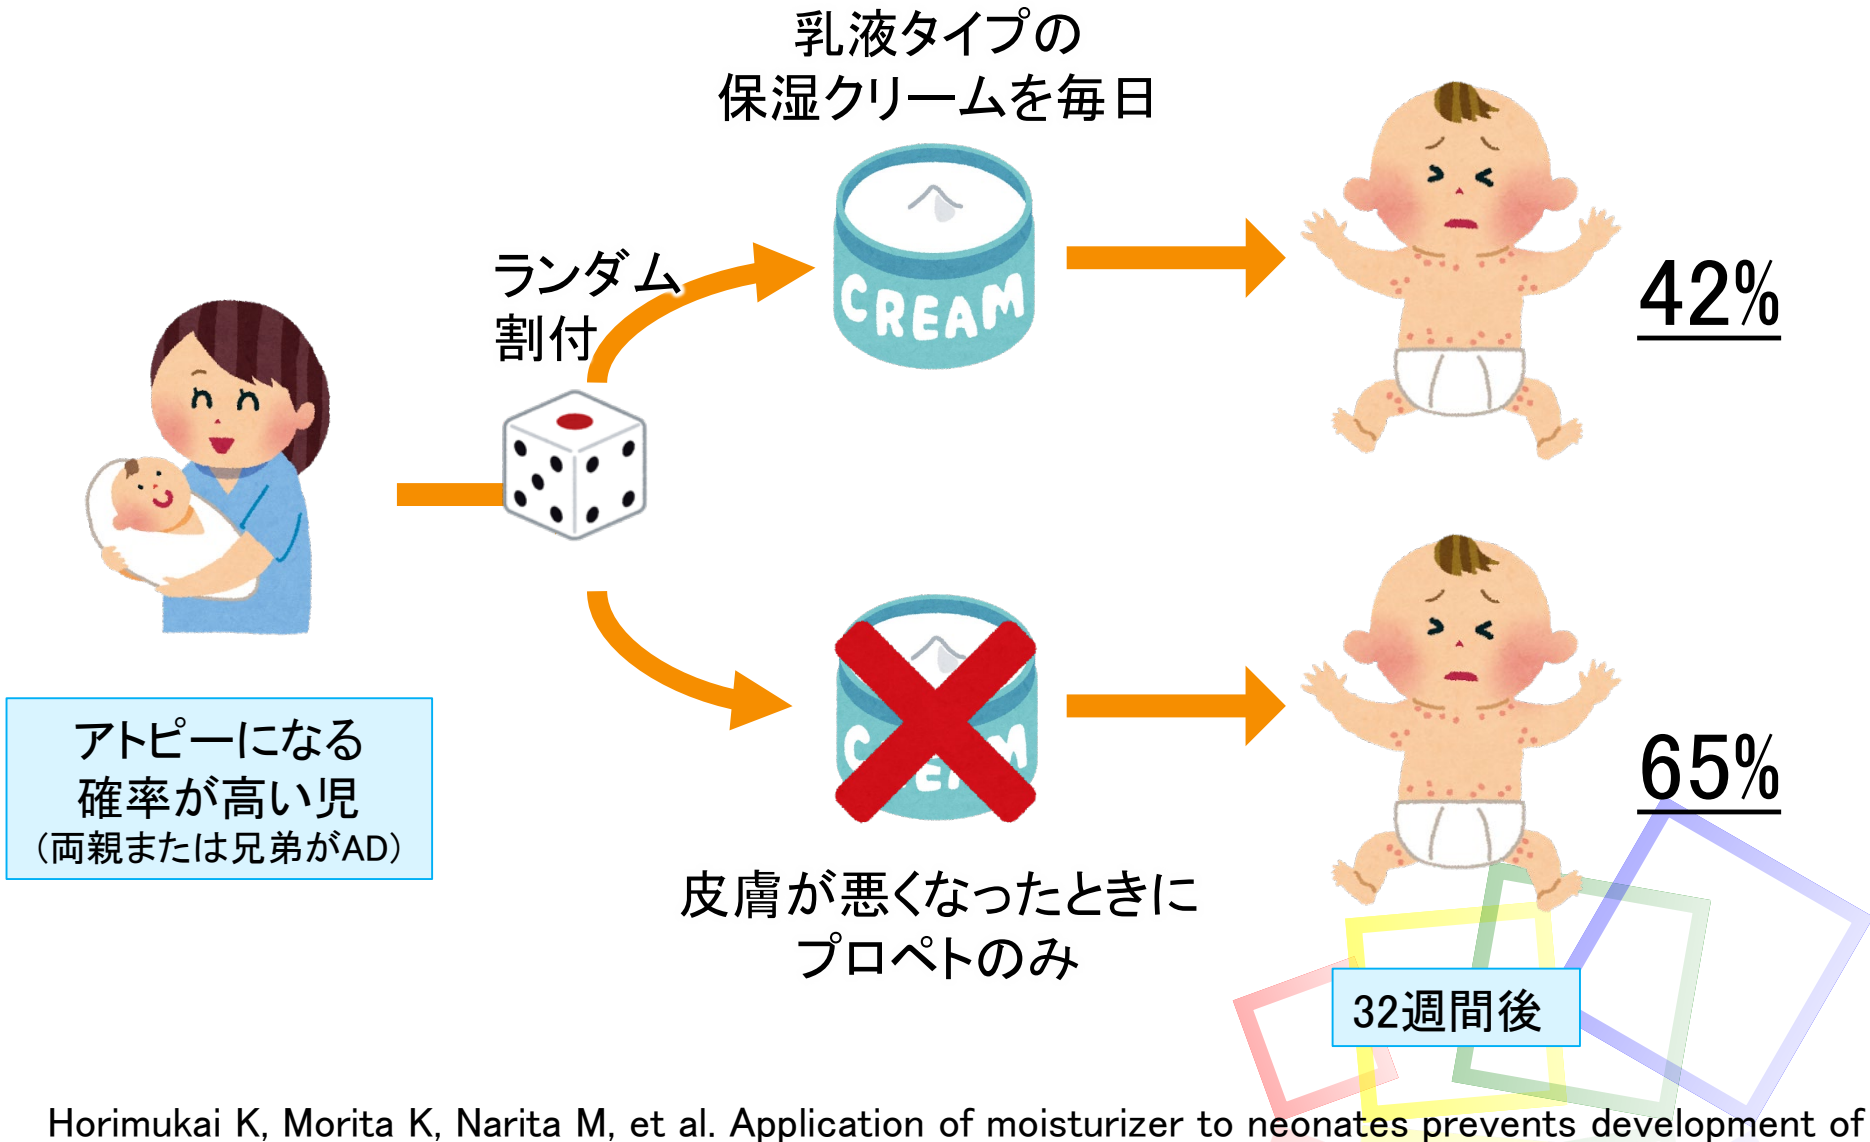 乳液タイプの
保湿クリームを毎日
ランダム
割付
CREAM
42%
アトピーになる
確率が高い児
（両親または兄弟がAD）
65%
皮膚が悪くなったときに
プロペトのみ
32週間後
Horimukai K, Morita K, Narita M, et al. Application of moisturizer to neonates prevents development of